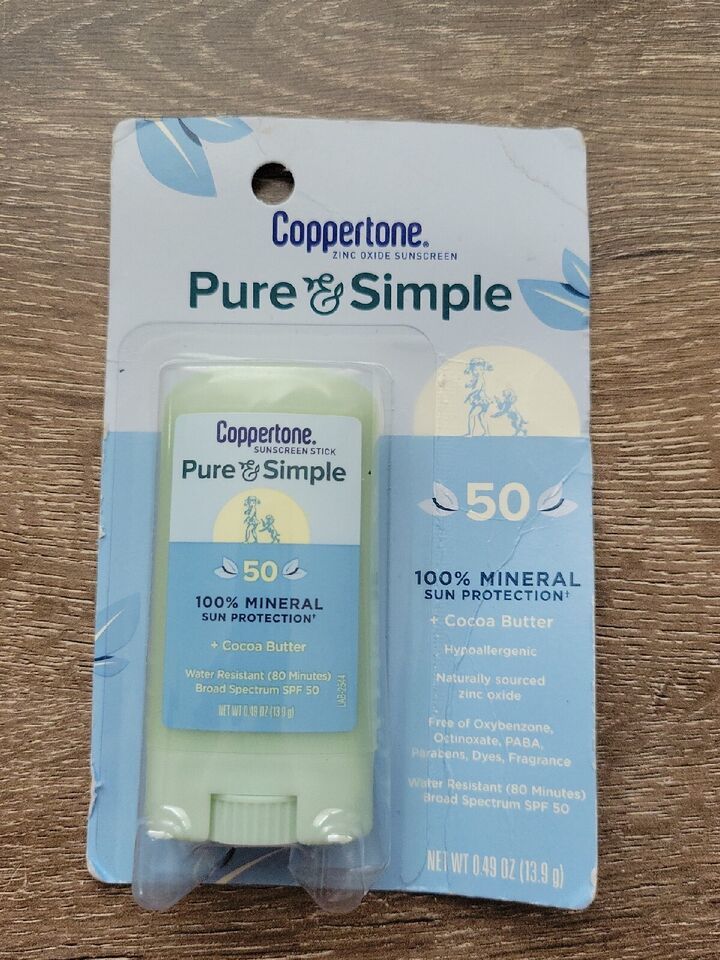 Coppertone®
ZINC OXIDE SUNSCREEN
Pure & Simple
50
100% MINERAL
SUN PROTECTION‡
+ Cocoa Butter
Hypoallergenic
Naturally sourced
zinc oxide
Free of Oxybenzone,
Octinoxate, PABA,
Parabens, Dyes, Fragrance
Water Resistant (80 Minutes)
Broad Spectrum SPF 50
NET WT 0.49 OZ (13.9 g)
Coppertone®
SUNSCREEN STICK
Pure & Simple
50
100% MINERAL
SUN PROTECTION†
+ Cocoa Butter
Water Resistant (80 Minutes)
Broad Spectrum SPF 50
NET WT 0.49 OZ (13.9 g)
LAB-2544